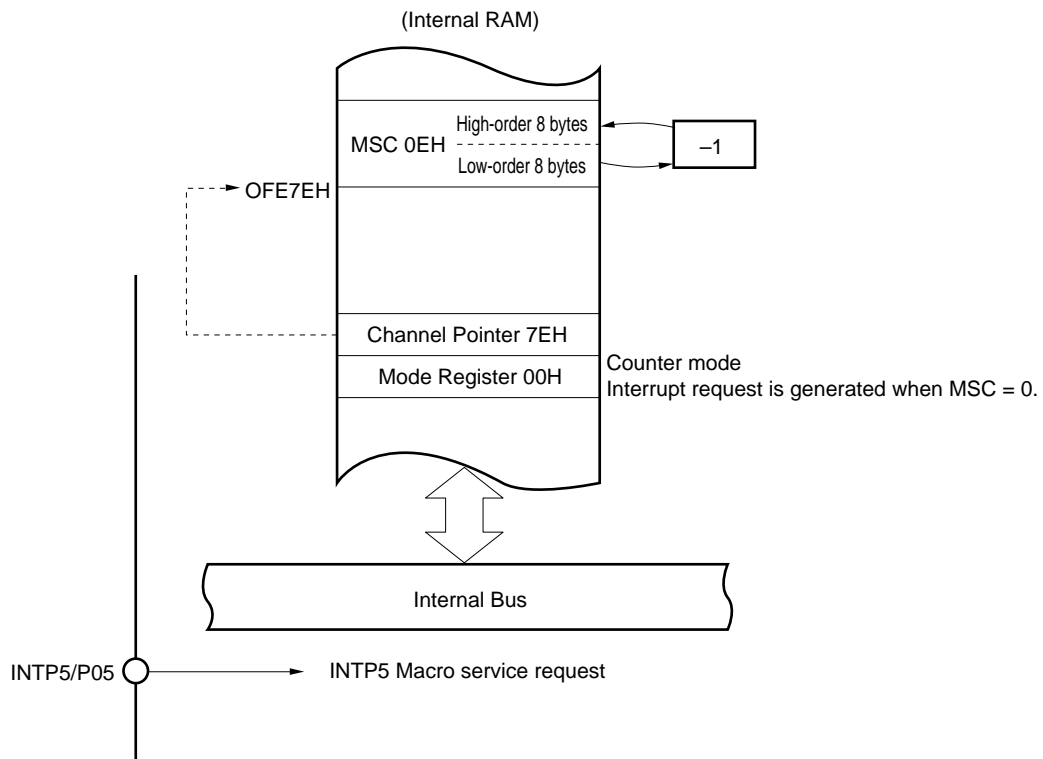 (Internal RAM)
High-order 8 bytes
MSC 0EH
–1
Low-order 8 bytes
OFE7EH
Channel Pointer 7EH
Mode Register 00H
Counter mode
Interrupt request is generated when MSC = 0.
Internal Bus
INTP5/P05
INTP5 Macro service request